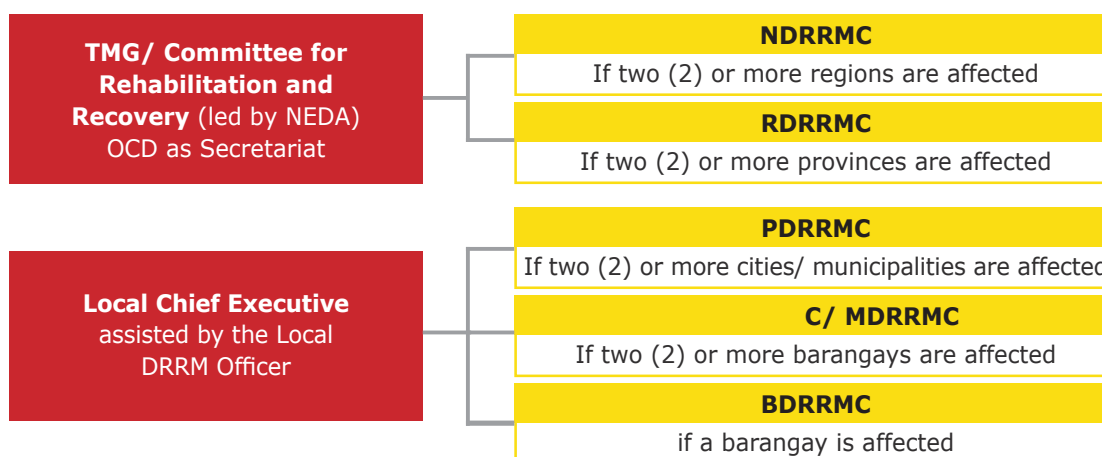 TMG/ Committee for
Rehabilitation and
Recovery (led by NEDA)
OCD as Secretariat
NDRRMC
If two (2) or more regions are affected
RDRRMC
If two (2) or more provinces are affected
Local Chief Executive
assisted by the Local
DRRM Officer
PDRRMC
If two (2) or more cities/ municipalities are affected
C/ MDRRMC
If two (2) or more barangays are affected
BDRRMC
if a barangay is affected